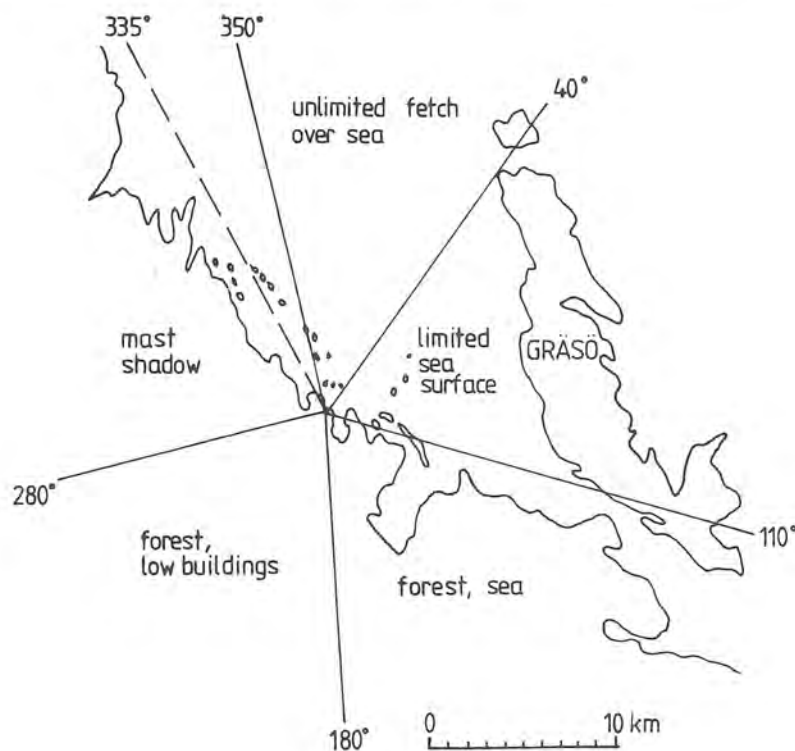 335°
350°
unlimited fetch
over sea
40°
mast
shadow
limited
sea
surface
GRÄSÖ
280°
110°
forest,
low buildings
forest, sea
180°
0
10 km